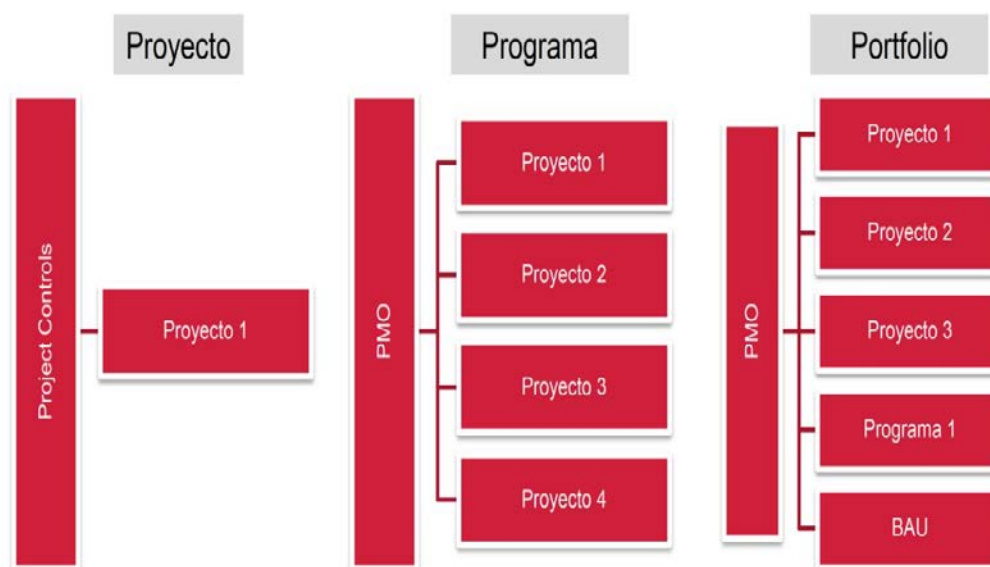 Proyecto
Project Controls
Proyecto 1
Programa
PMO
Proyecto 1
Proyecto 2
Proyecto 3
Proyecto 4
Portfolio
PMO
Proyecto 1
Proyecto 2
Proyecto 3
Programa 1
BAU